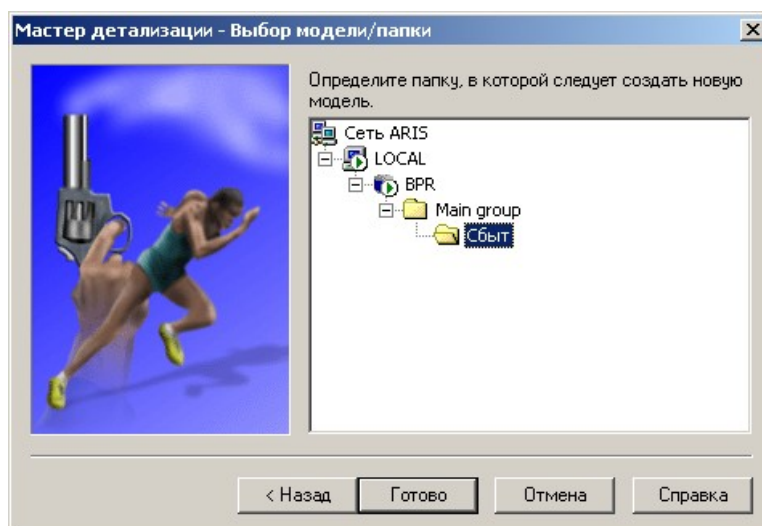 Мастер детализации - Выбор модели/папки
Определите папку, в которой следует создать новую
модель.
Сеть ARIS
LOCAL
BPR
Main group
Сбыт
< Назад Готово Отмена Справка